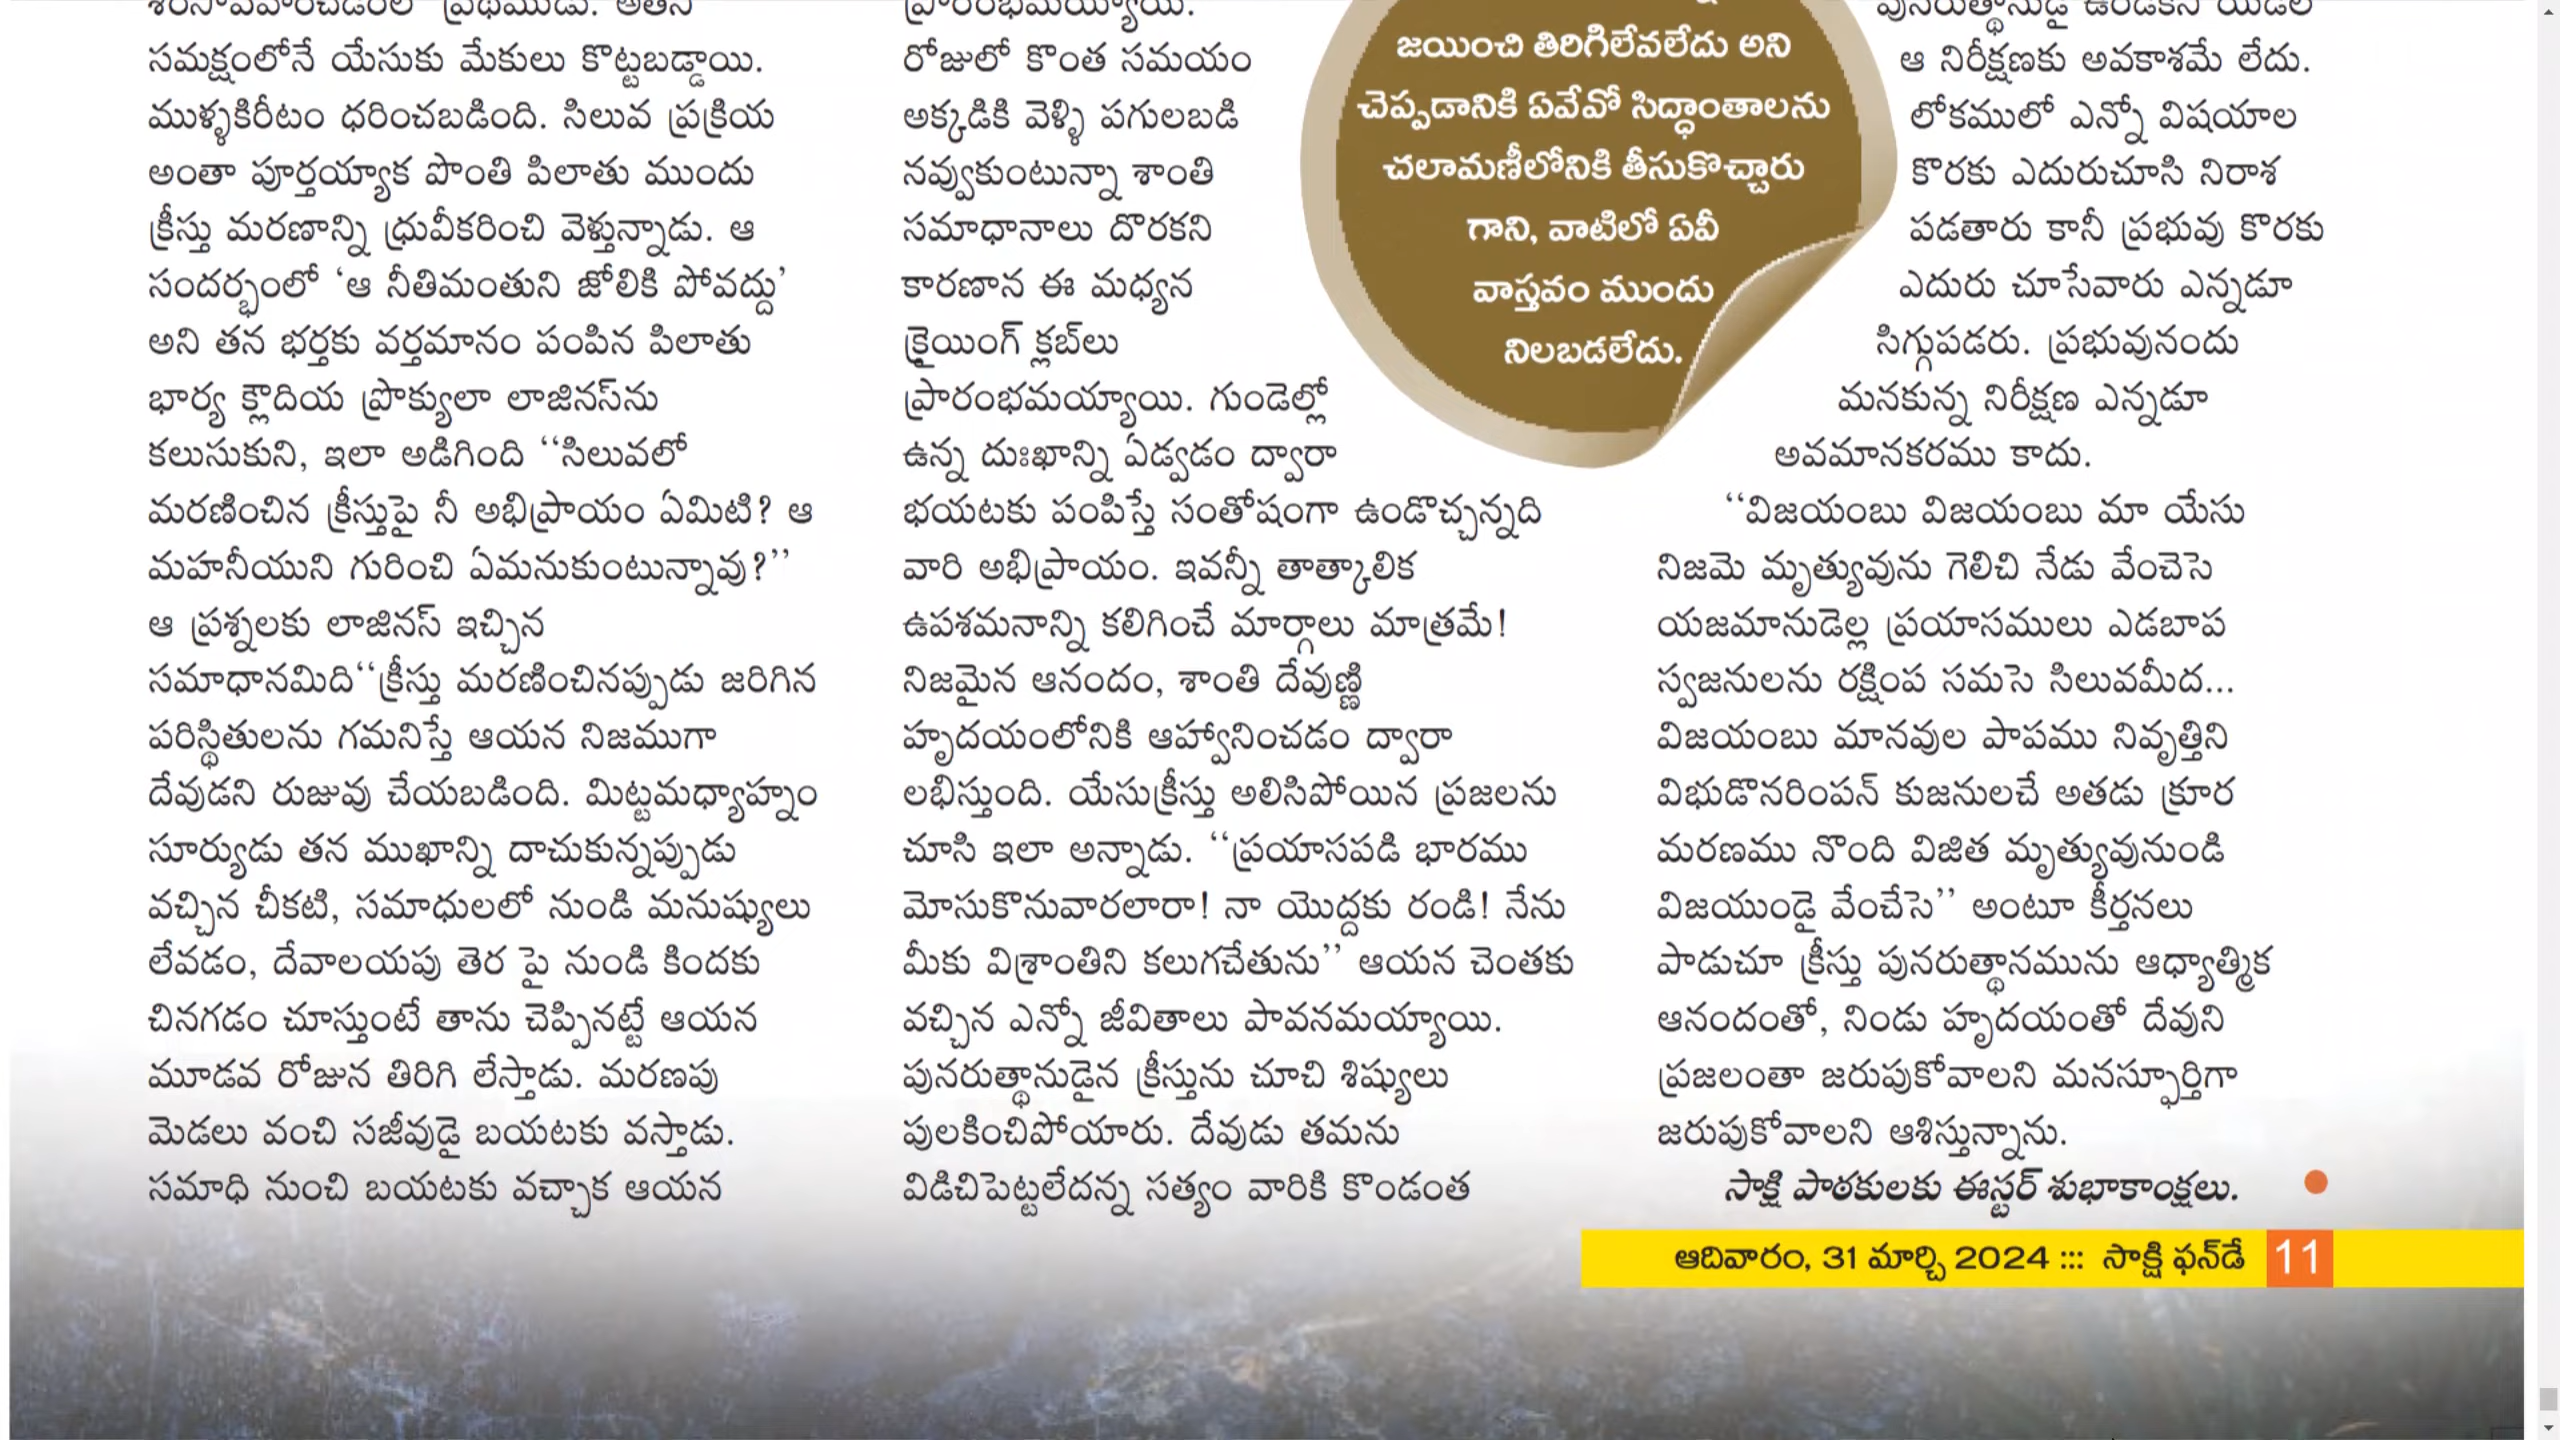 సమక్షంలోనే యేసుకు మేకులు కొట్టబడ్డాయి.
ముళ్ళకిరీటం ధరించబడింది. సిలువ ప్రక్రియ
అంతా పూర్తయ్యాక పొంతి పిలాతు ముందు
క్రీస్తు మరణాన్ని ధ్రువీకరించి వెళ్తున్నాడు. ఆ
సందర్భంలో ‘ఆ నీతిమంతుని జోలికి పోవద్దు’
అని తన భర్తకు వర్తమానం పంపిన పిలాతు
భార్య క్లౌదియ ప్రొక్యులా లాజినస్‌ను
కలుసుకుని, ఇలా అడిగింది ‘‘సిలువలో
మరణించిన క్రీస్తుపై నీ అభిప్రాయం ఏమిటి? ఆ
మహనీయుని గురించి ఏమనుకుంటున్నావు?’’
ఆ ప్రశ్నలకు లాజినస్ ఇచ్చిన
సమాధానమిది‘‘క్రీస్తు మరణించినప్పుడు జరిగిన
పరిస్థితులను గమనిస్తే ఆయన నిజముగా
దేవుడని రుజువు చేయబడింది. మిట్టమధ్యాహ్నం
సూర్యుడు తన ముఖాన్ని దాచుకున్నప్పుడు
వచ్చిన చీకటి, సమాధులలో నుండి మనుష్యులు
లేవడం, దేవాలయపు తెర పై నుండి కిందకు
చినగడం చూస్తుంటే తాను చెప్పినట్టే ఆయన
మూడవ రోజున తిరిగి లేస్తాడు. మరణపు
మెడలు వంచి సజీవుడై బయటకు వస్తాడు.
సమాధి నుంచి బయటకు వచ్చాక ఆయన
ప్రారంభమయ్యాయి.
రోజులో కొంత సమయం
అక్కడికి వెళ్ళి పగులబడి
నవ్వుకుంటున్నా శాంతి
సమాధానాలు దొరకని
కారణాన ఈ మధ్యన
క్రైయింగ్ క్లబ్‌లు
ప్రారంభమయ్యాయి. గుండెల్లో
ఉన్న దుఃఖాన్ని ఏడ్వడం ద్వారా
భయటకు పంపిస్తే సంతోషంగా ఉండొచ్చన్నది
వారి అభిప్రాయం. ఇవన్నీ తాత్కాలిక
ఉపశమనాన్ని కలిగించే మార్గాలు మాత్రమే!
నిజమైన ఆనందం, శాంతి దేవుణ్ణి
హృదయంలోనికి ఆహ్వానించడం ద్వారా
లభిస్తుంది. యేసుక్రీస్తు అలిసిపోయిన ప్రజలను
చూసి ఇలా అన్నాడు. ‘‘ప్రయాసపడి భారము
మోసుకొనువారలారా! నా యొద్దకు రండి! నేను
మీకు విశ్రాంతిని కలుగచేతును’’ ఆయన చెంతకు
వచ్చిన ఎన్నో జీవితాలు పావనమయ్యాయి.
పునరుత్థానుడైన క్రీస్తును చూచి శిష్యులు
పులకించిపోయారు. దేవుడు తమను
విడిచిపెట్టలేదన్న సత్యం వారికి కొండంత
జయించి తిరిగిలేవలేదు అని
చెప్పడానికి ఏవేవో సిద్ధాంతాలను
చలామణీలోనికి తీసుకొచ్చారు
గాని, వాటిలో ఏవీ
వాస్తవం ముందు
నిలబడలేదు.
ఆ నిరీక్షణకు అవకాశమే లేదు.
లోకములో ఎన్నో విషయాల
కొరకు ఎదురుచూసి నిరాశ
పడతారు కానీ ప్రభువు కొరకు
ఎదురు చూసేవారు ఎన్నడూ
సిగ్గుపడరు. ప్రభువునందు
మనకున్న నిరీక్షణ ఎన్నడూ
అవమానకరము కాదు.
‘‘విజయంబు విజయంబు మా యేసు
నిజమె మృత్యువును గెలిచి నేడు వేంచెసె
యజమానుడెల్ల ప్రయాసములు ఎడబాప
స్వజనులను రక్షింప సమసె సిలువమీద...
విజయంబు మానవుల పాపము నివృత్తిని
విభుడొనరింపన్ కుజనులచే అతడు క్రూర
మరణము నొంది విజిత మృత్యువునుండి
విజయుండై వేంచేసె’’ అంటూ కీర్తనలు
పాడుచూ క్రీస్తు పునరుత్థానమును ఆధ్యాత్మిక
ఆనందంతో, నిండు హృదయంతో దేవుని
ప్రజలంతా జరుపుకోవాలని మనస్ఫూర్తిగా
జరుపుకోవాలని ఆశిస్తున్నాను.
సాక్షి పాఠకులకు ఈస్టర్ శుభాకాంక్షలు.
ఆదివారం, 31 మార్చి 2024 ::: సాక్షి ఫన్‌డే 11